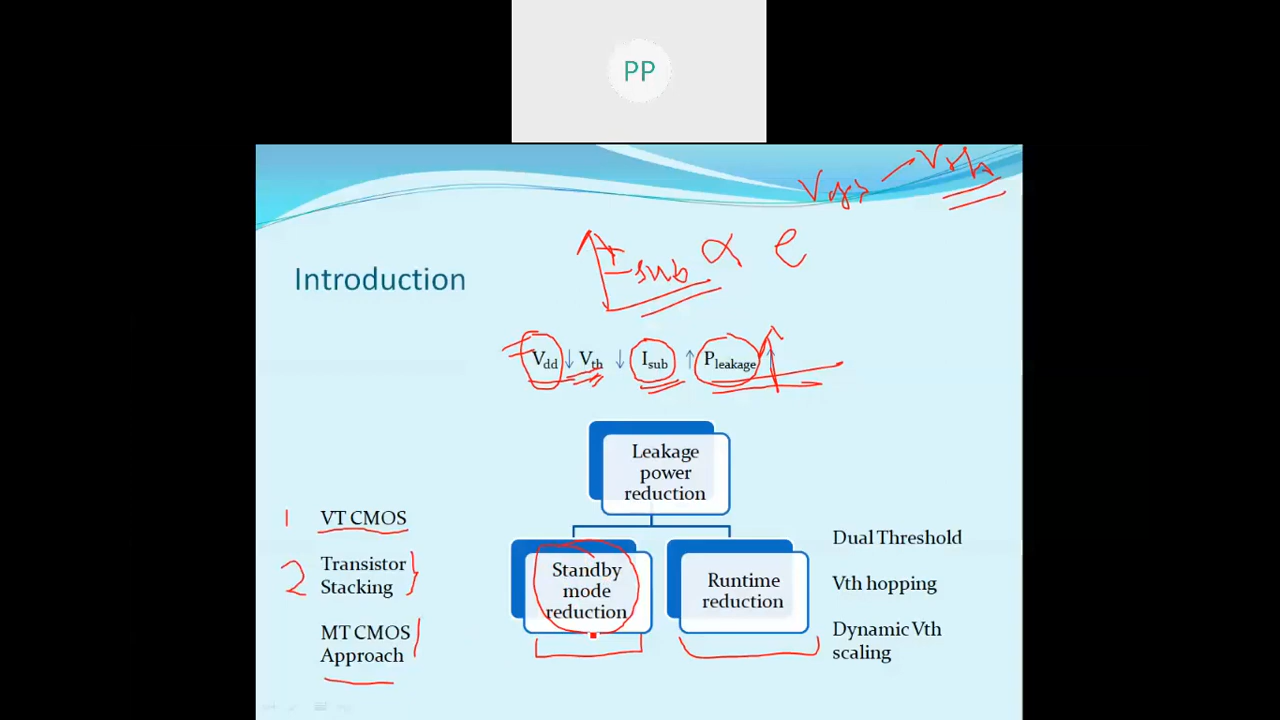 PP
Vgs - Vth
Introduction
Isub ∝ e
Vdd ↓ Vth ↓ Isub ↑ Pleakage ↑
Leakage
power
reduction
1 VT CMOS
2 Transistor
Stacking
MT CMOS
Approach
Standby
mode
reduction
Runtime
reduction
Dual Threshold
Vth hopping
Dynamic Vth
scaling